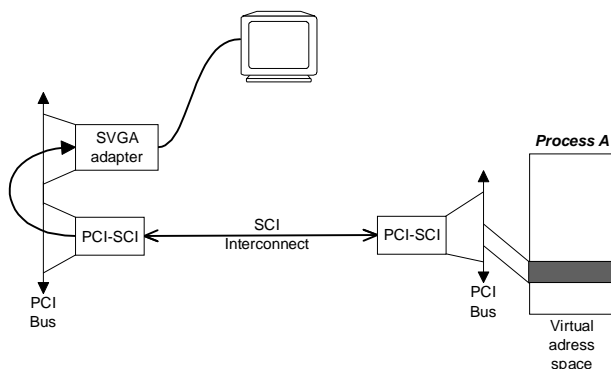 SVGA
adapter
Process A
PCI-SCI
SCI
Interconnect
PCI-SCI
PCI
Bus
PCI
Bus
Virtual
adress
space